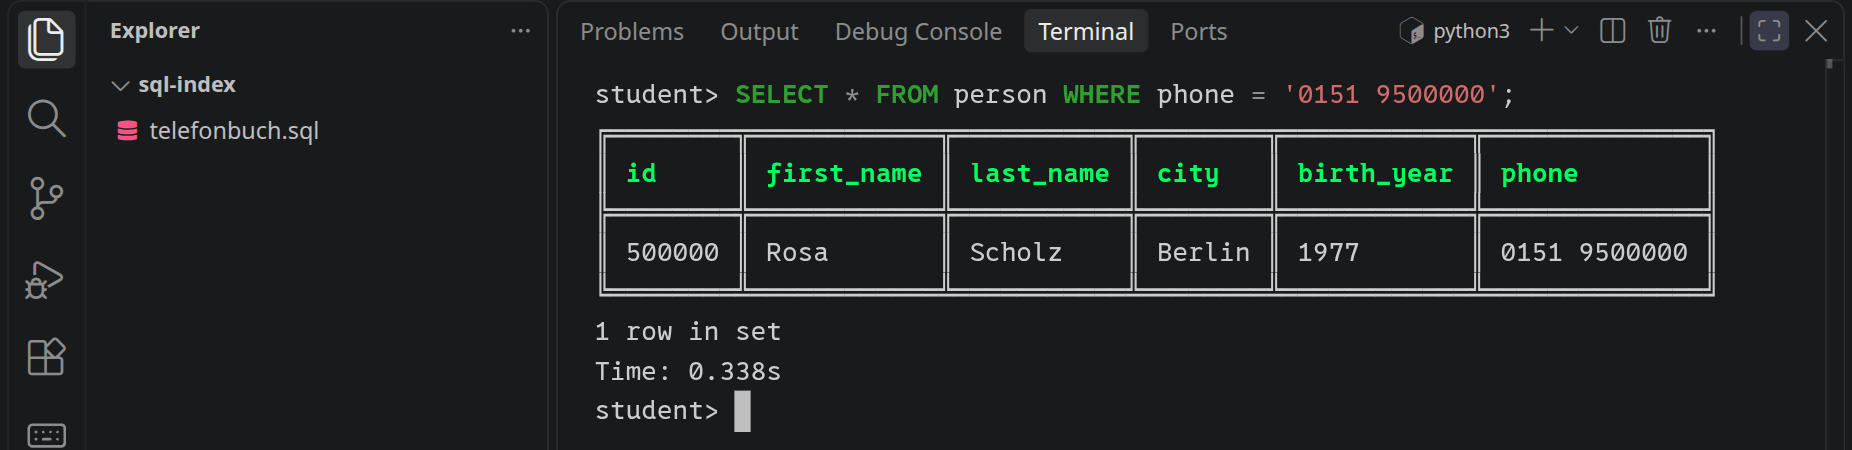 Explorer
sql-index
telefonbuch.sql
Problems Output Debug Console Terminal Ports python3
student> SELECT * FROM person WHERE phone = '0151 9500000';
id first_name last_name city birth_year phone
500000 Rosa Scholz Berlin 1977 0151 9500000
1 row in set
Time: 0.338s
student>